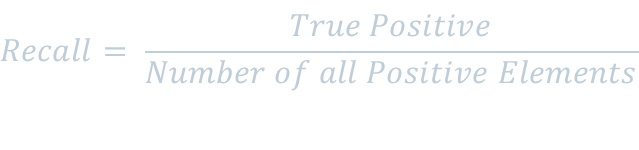 True Positive
Recall =
Number of all Positive Elements